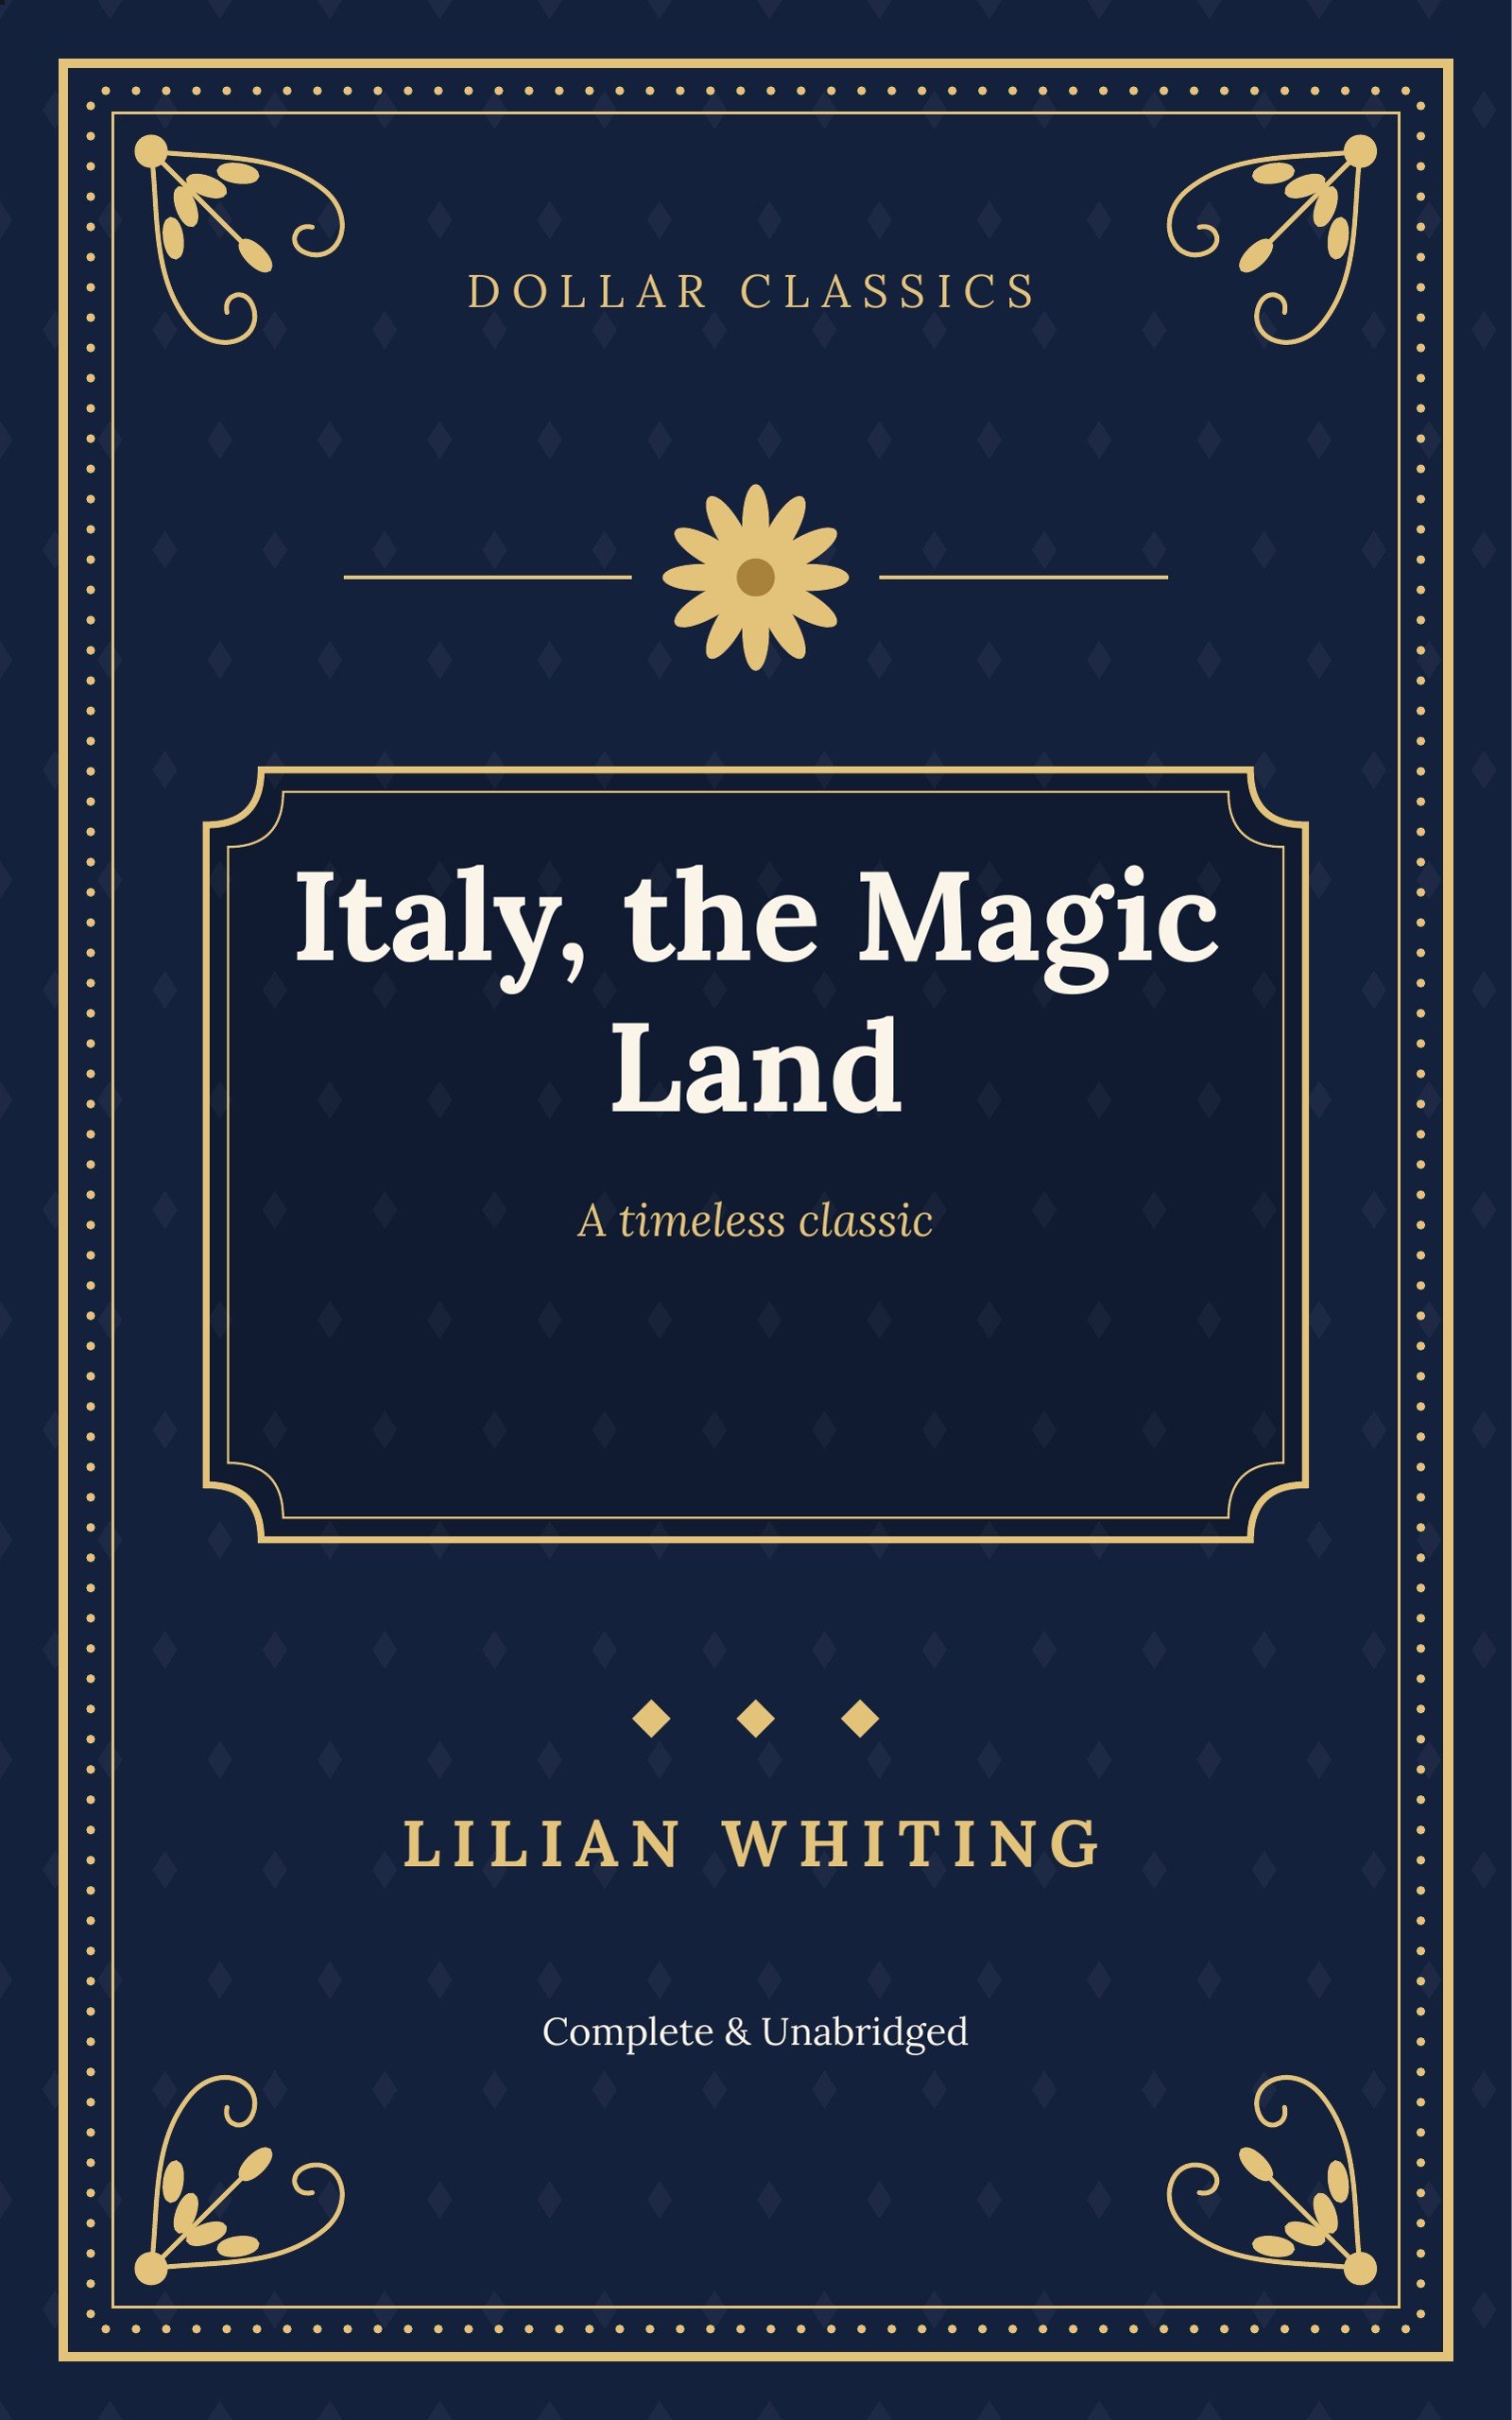 DOLLAR CLASSICS
Italy, the Magic
Land
A timeless classic
LILIAN WHITING
Complete & Unabridged